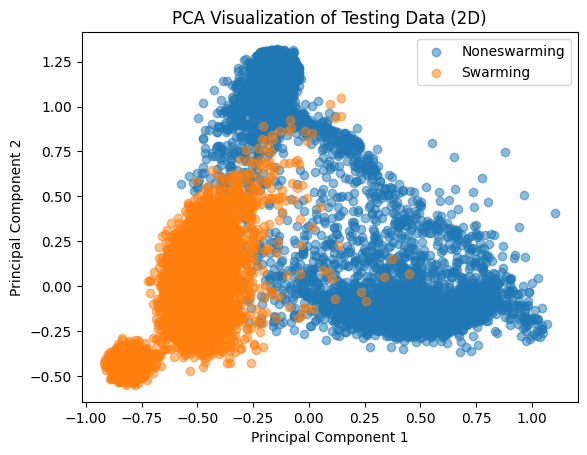 PCA Visualization of Testing Data (2D)
Noneswarming
Swarming
Principal Component 2
1.25
1.00
0.75
0.50
0.25
0.00
−0.25
−0.50
−1.00 −0.75 −0.50 −0.25 0.00 0.25 0.50 0.75 1.00
Principal Component 1